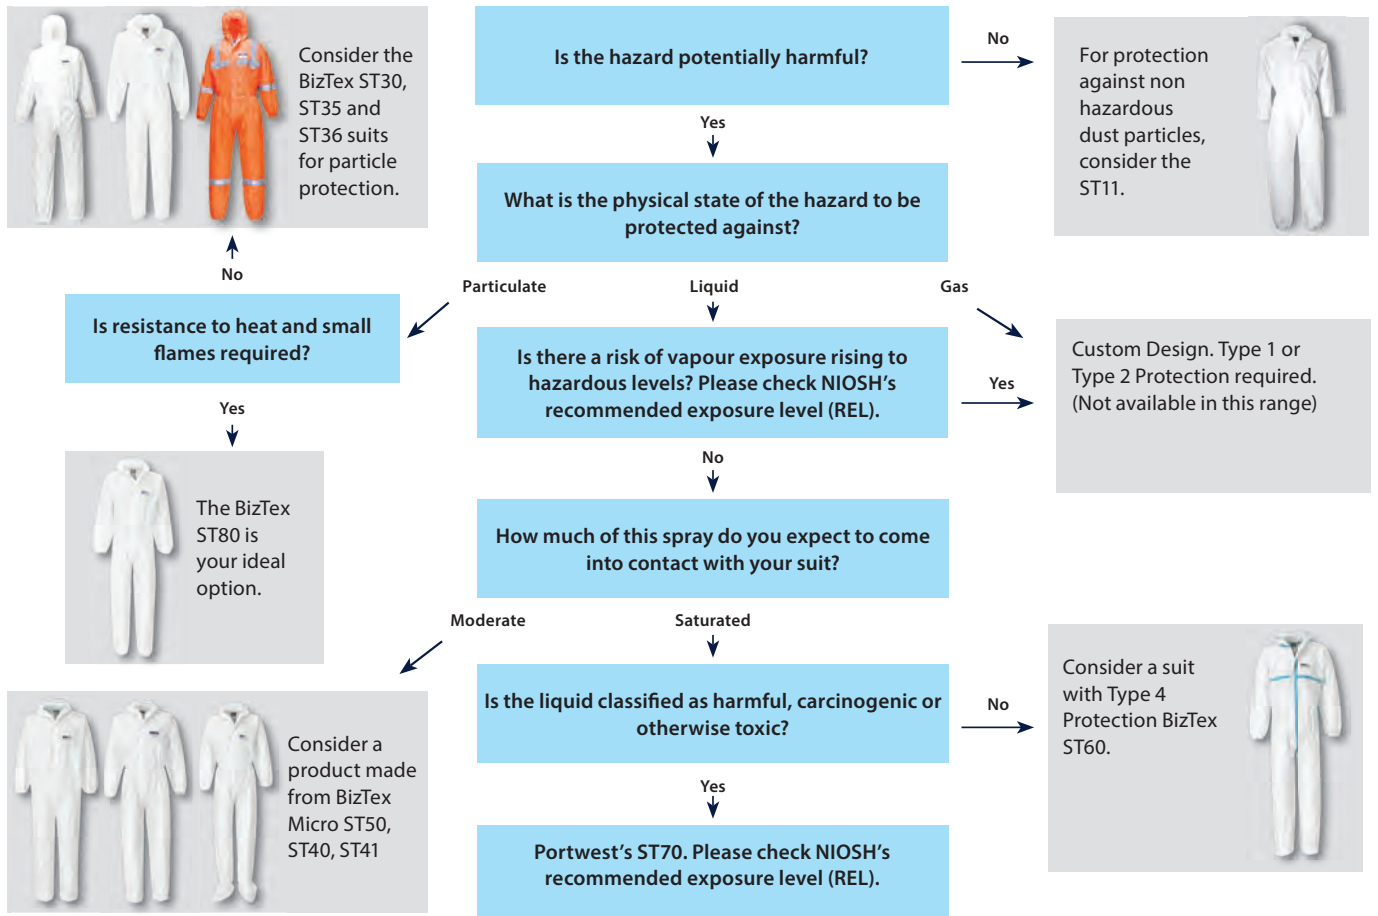 Consider the
BizTex ST30,
ST35 and
ST36 suits
for particle
protection.
Is the hazard potentially harmful?
No
For protection
against non
hazardous
dust particles,
consider the
ST11.
Yes
What is the physical state of the hazard to be
protected against?
No
Particulate
Liquid
Gas
Is resistance to heat and small
flames required?
Is there a risk of vapour exposure rising to
hazardous levels? Please check NIOSH’s
recommended exposure level (REL).
Yes
Custom Design. Type 1 or
Type 2 Protection required.
(Not available in this range)
Yes
The BizTex
ST80 is
your ideal
option.
No
How much of this spray do you expect to come
into contact with your suit?
Moderate
Saturated
Consider a
product made
from BizTex
Micro ST50,
ST40, ST41
Is the liquid classified as harmful, carcinogenic or
otherwise toxic?
No
Consider a suit
with Type 4
Protection BizTex
ST60.
Yes
Portwest’s ST70. Please check NIOSH’s
recommended exposure level (REL).